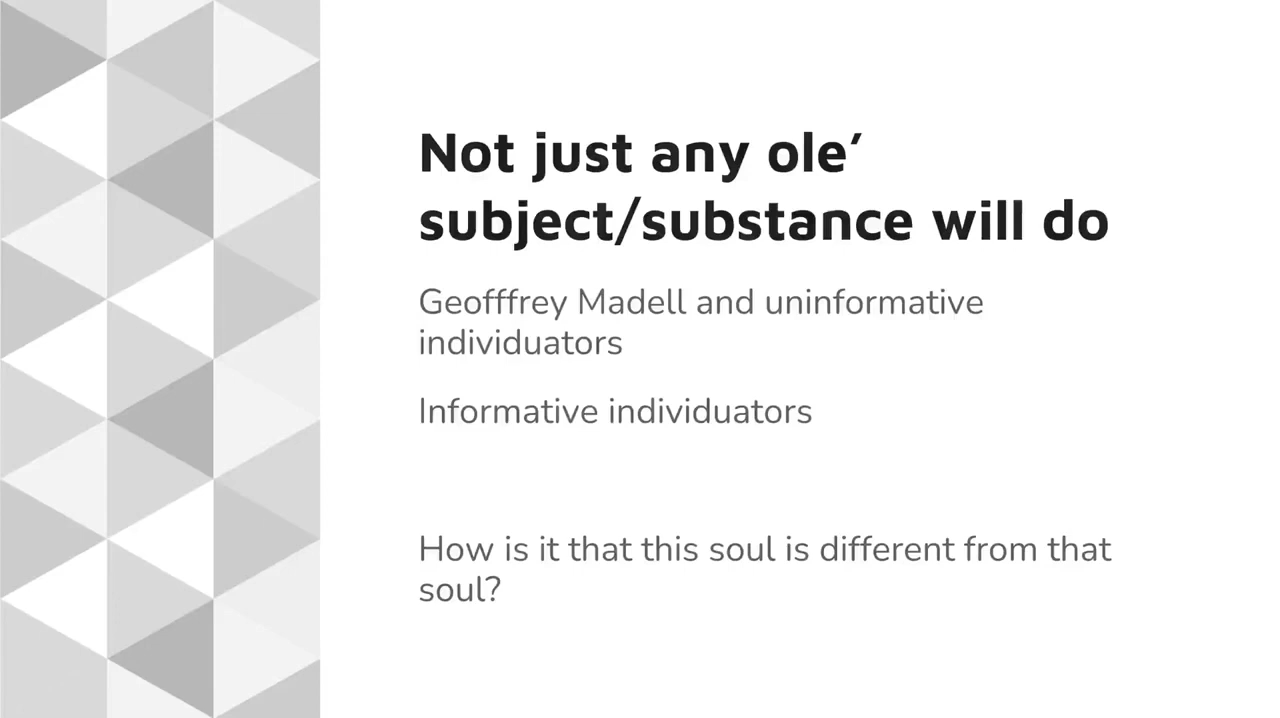 Not just any ole’
subject/substance will do
Geofffrey Madell and uninformative
individuators
Informative individuators
How is it that this soul is different from that
soul?